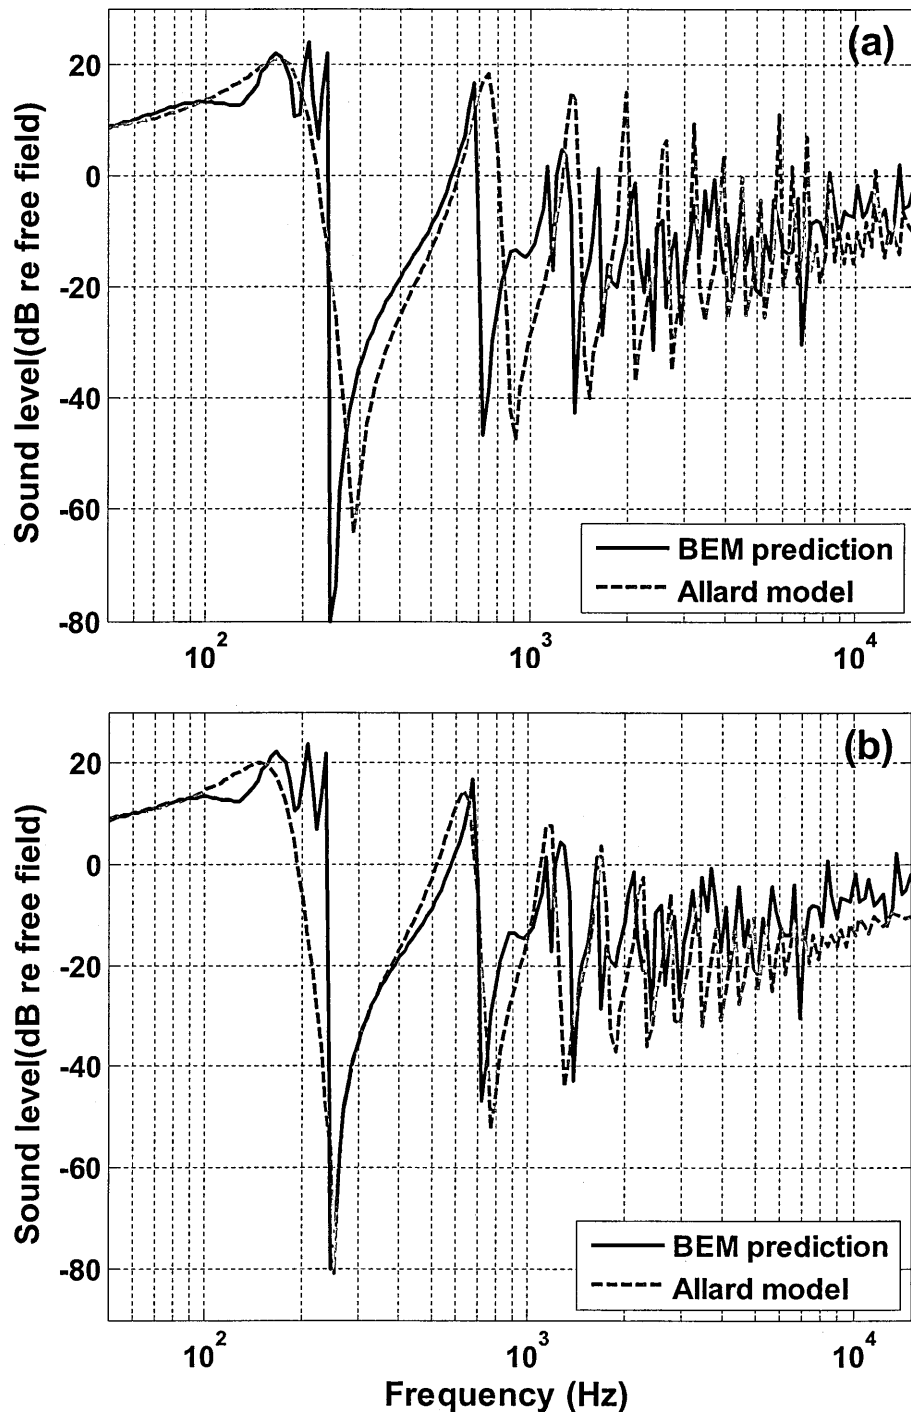 (a)
Sound level(dB re free field)
20
0
-20
-40
-60
-80
BEM prediction
Allard model
10²
10³
10⁴
(b)
Sound level(dB re free field)
20
0
-20
-40
-60
-80
BEM prediction
Allard model
10²
10³
10⁴
Frequency (Hz)